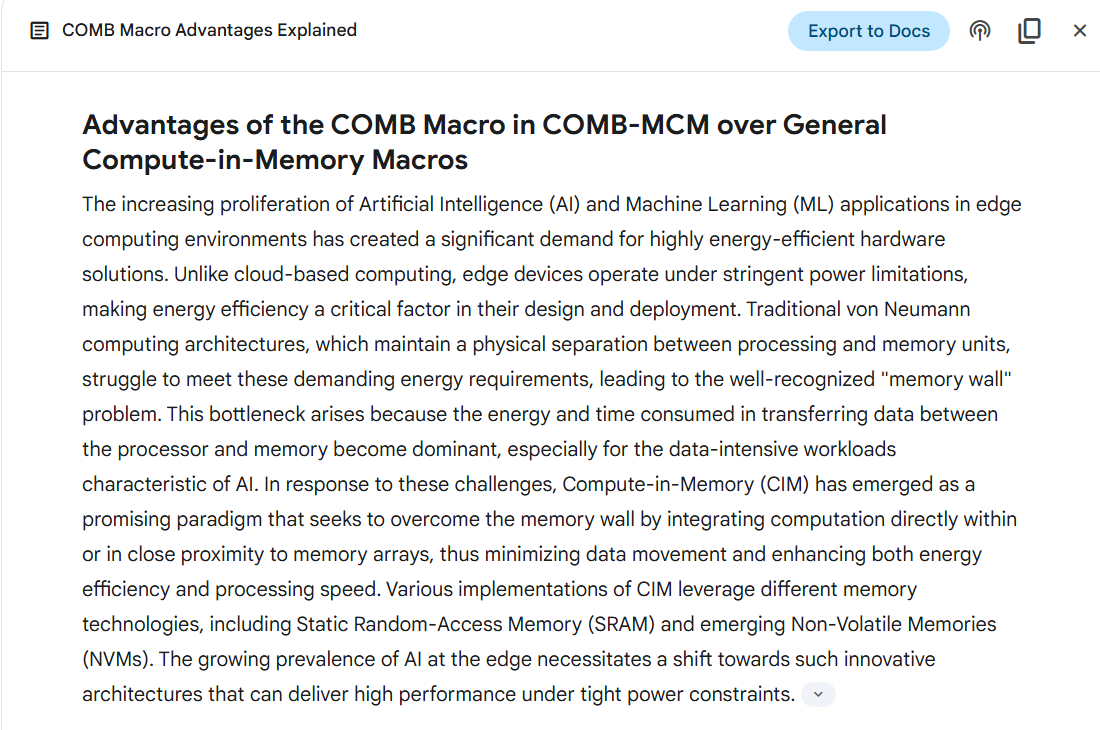 COMB Macro Advantages Explained
Export to Docs
Advantages of the COMB Macro in COMB-MCM over General
Compute-in-Memory Macros
The increasing proliferation of Artificial Intelligence (AI) and Machine Learning (ML) applications in edge
computing environments has created a significant demand for highly energy-efficient hardware
solutions. Unlike cloud-based computing, edge devices operate under stringent power limitations,
making energy efficiency a critical factor in their design and deployment. Traditional von Neumann
computing architectures, which maintain a physical separation between processing and memory units,
struggle to meet these demanding energy requirements, leading to the well-recognized "memory wall"
problem. This bottleneck arises because the energy and time consumed in transferring data between
the processor and memory become dominant, especially for the data-intensive workloads
characteristic of AI. In response to these challenges, Compute-in-Memory (CIM) has emerged as a
promising paradigm that seeks to overcome the memory wall by integrating computation directly within
or in close proximity to memory arrays, thus minimizing data movement and enhancing both energy
efficiency and processing speed. Various implementations of CIM leverage different memory
technologies, including Static Random-Access Memory (SRAM) and emerging Non-Volatile Memories
(NVMs). The growing prevalence of AI at the edge necessitates a shift towards such innovative
architectures that can deliver high performance under tight power constraints.